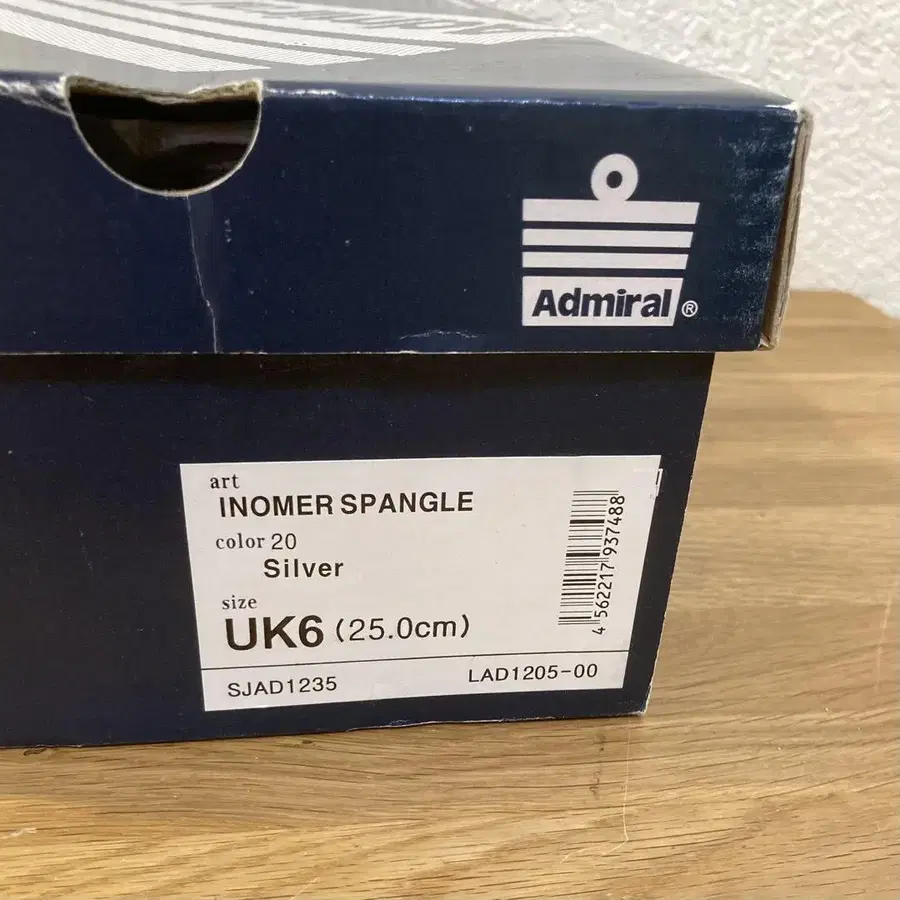 Admiral®
art
INOMER SPANGLE
color 20
Silver
size
UK6 (25.0cm)
4 562217 937488
SJAD1235 LAD1205-00